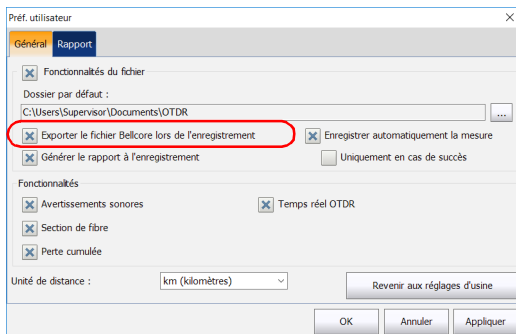 Préf. utilisateur
Général Rapport
Fonctionnalités du fichier
Dossier par défaut :
C:\Users\Supervisor\Documents\OTDR ...
Exporter le fichier Bellcore lors de l'enregistrement Enregistrer automatiquement la mesure
Générer le rapport à l'enregistrement Uniquement en cas de succès
Fonctionnalités
Avertissements sonores Temps réel OTDR
Section de fibre
Perte cumulée
Unité de distance : km (kilomètres) Revenir aux réglages d'usine
OK Annuler Appliquer